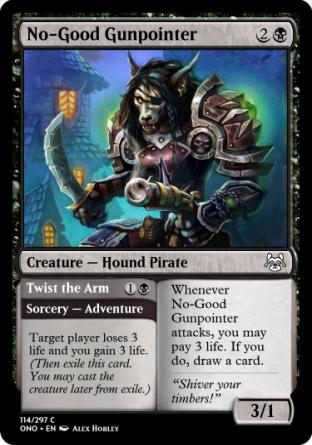 No-Good Gunpointer 2
Creature — Hound Pirate
Twist the Arm 1
Sorcery — Adventure
Target player loses 3
life and you gain 3 life.
(Then exile this card.
You may cast the
creature later from exile.)
Whenever
No-Good
Gunpointer
attacks, you may
pay 3 life. If you
do, draw a card.
“Shiver your
timbers!”
3/1
114/297 C
ONO • EN ALEX HORLEY